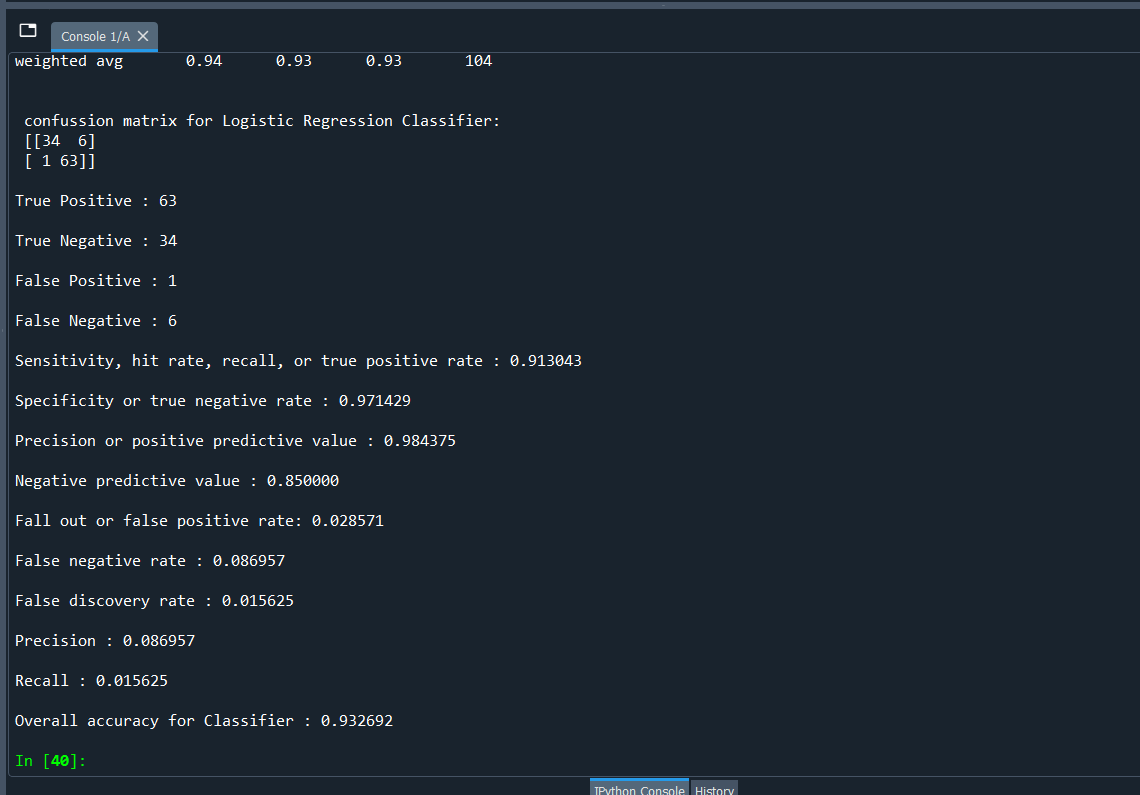 Console 1/A
weighted avg 0.94 0.93 0.93 104
confussion matrix for Logistic Regression Classifier:
[[34 6]
[ 1 63]]
True Positive : 63
True Negative : 34
False Positive : 1
False Negative : 6
Sensitivity, hit rate, recall, or true positive rate : 0.913043
Specificity or true negative rate : 0.971429
Precision or positive predictive value : 0.984375
Negative predictive value : 0.850000
Fall out or false positive rate: 0.028571
False negative rate : 0.086957
False discovery rate : 0.015625
Precision : 0.086957
Recall : 0.015625
Overall accuracy for Classifier : 0.932692
In [40]:
IPython Console History